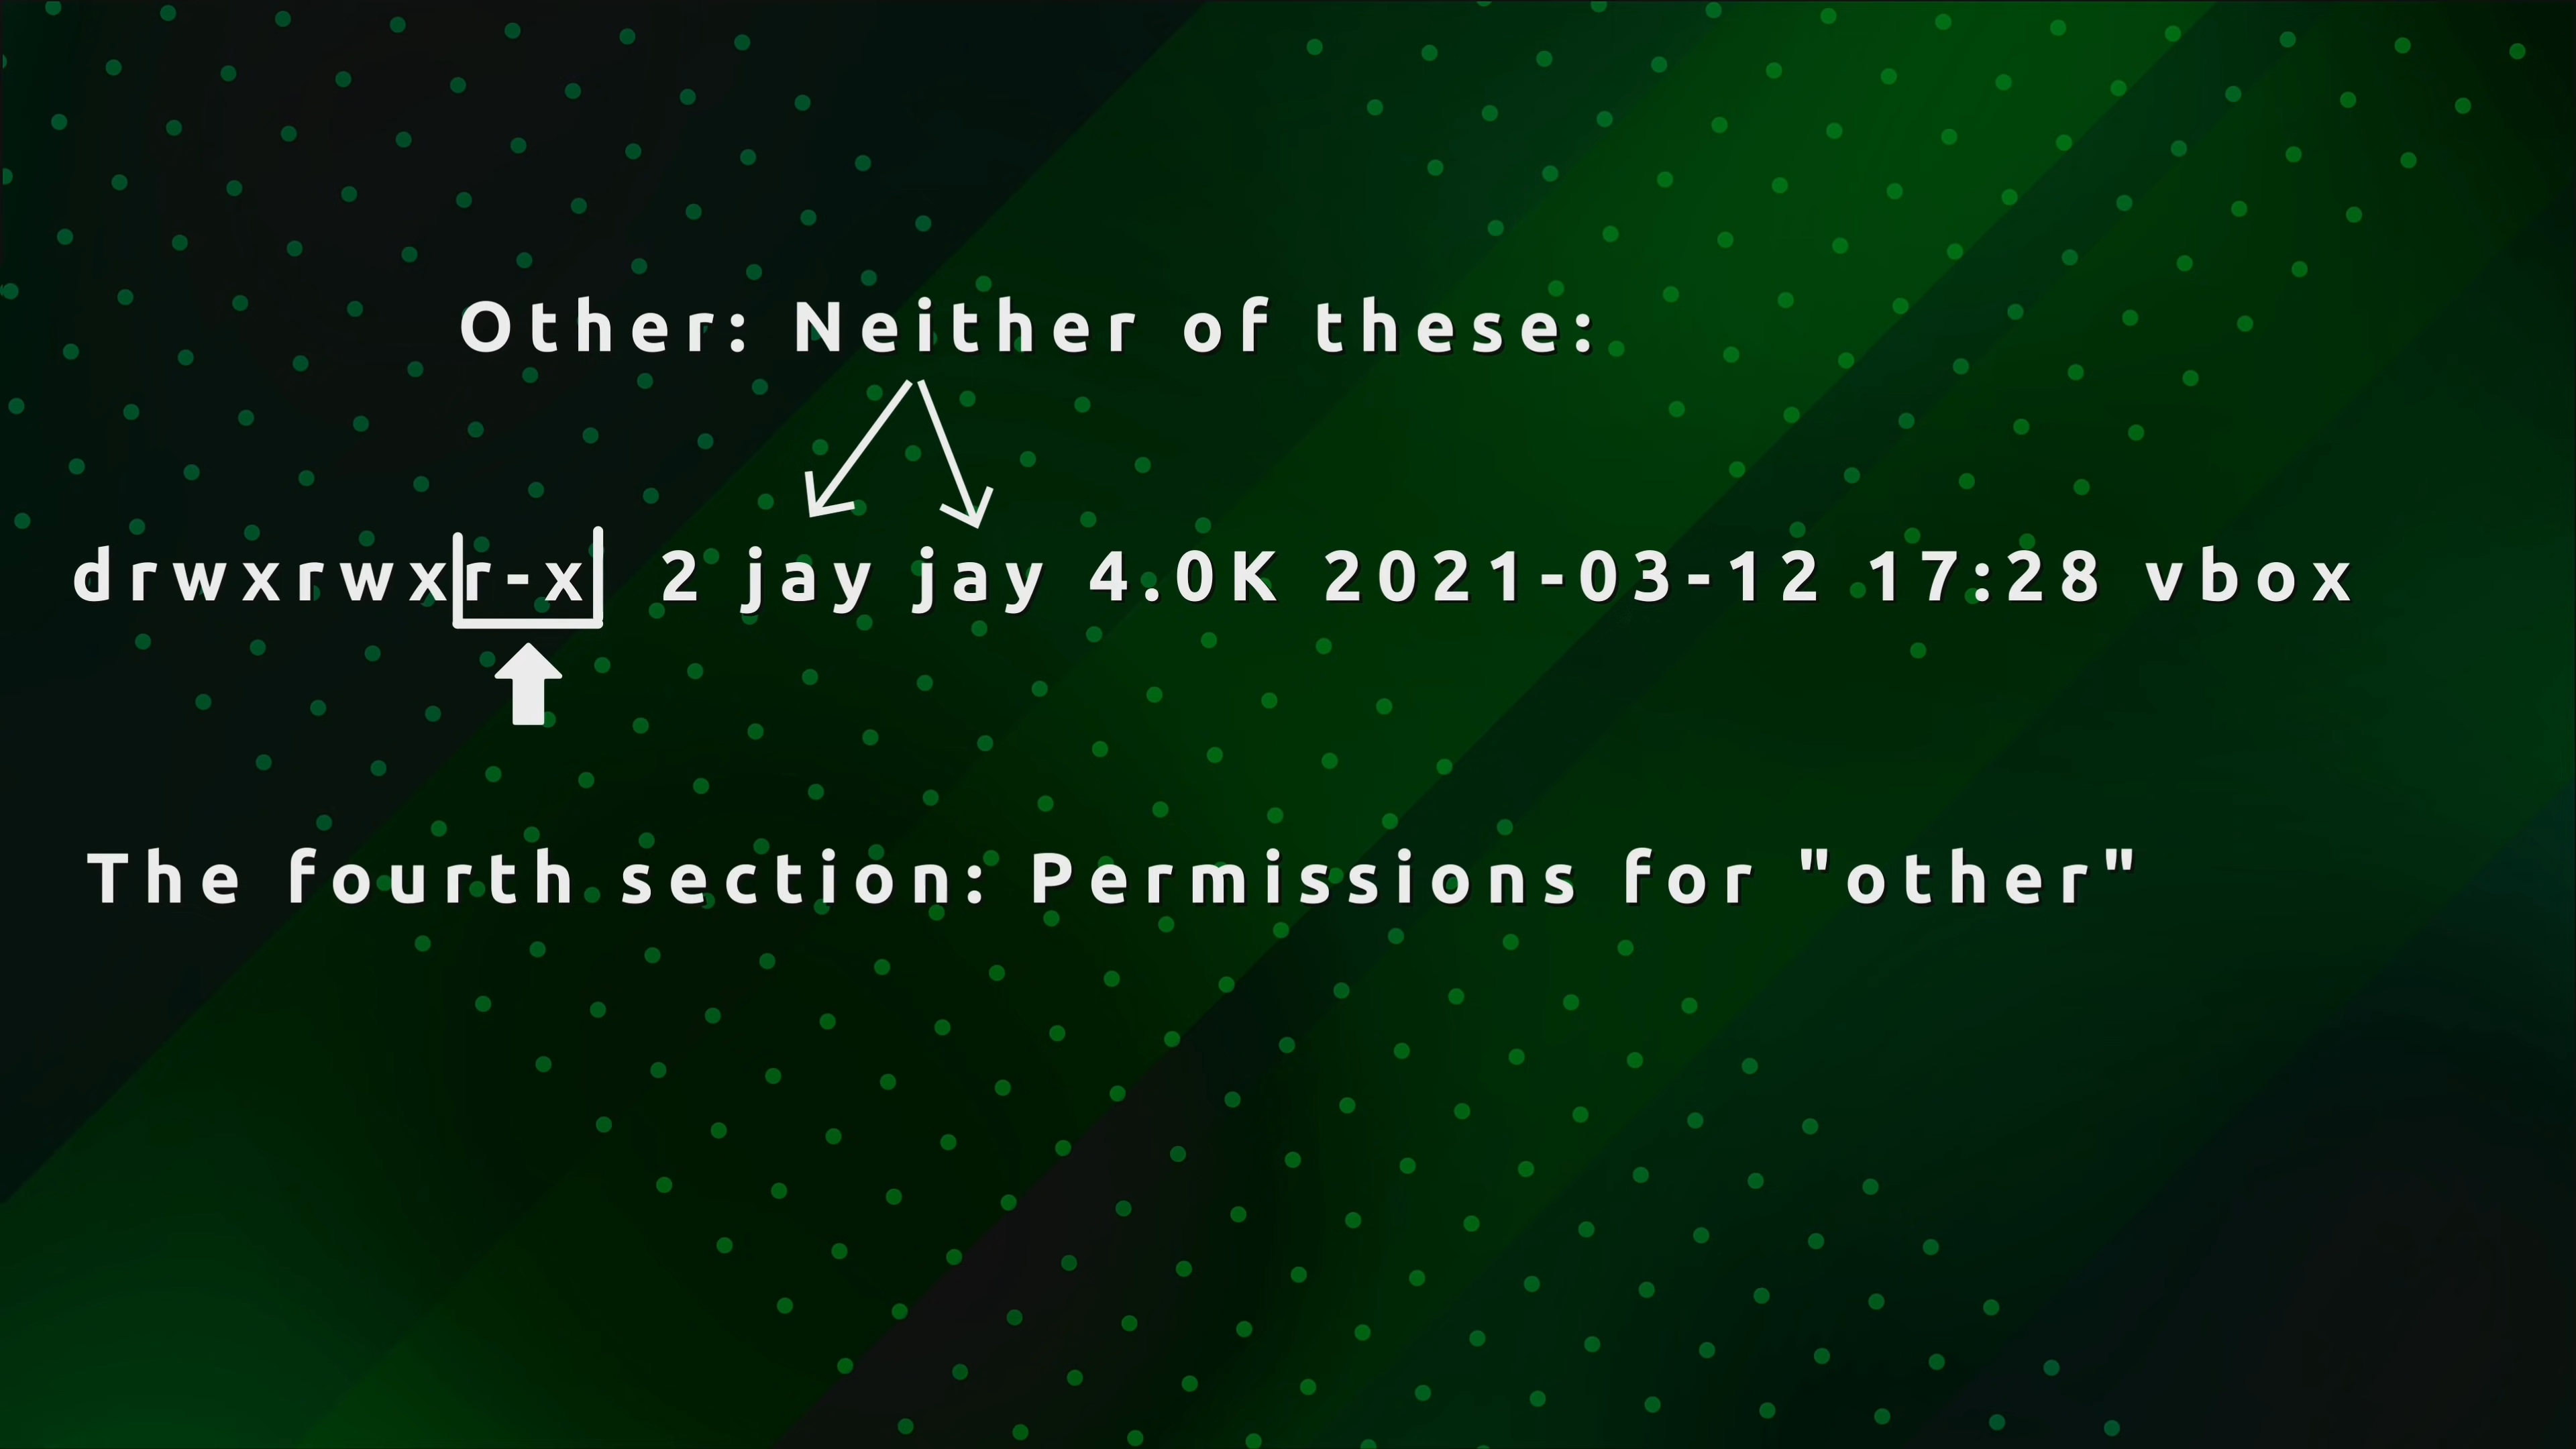 Other: Neither of these:
drwxrwxr-x 2 jay jay 4.0K 2021-03-12 17:28 vbox
The fourth section: Permissions for "other"